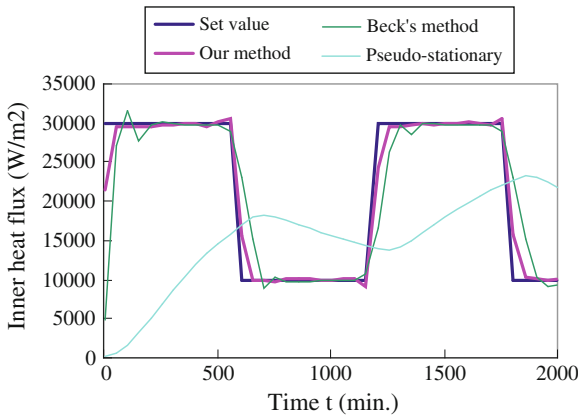 Set value
Beck's method
Our method
Pseudo-stationary
35000
30000
25000
20000
15000
10000
5000
0
Inner heat flux (W/m2)
0
500
1000
1500
2000
Time t (min.)